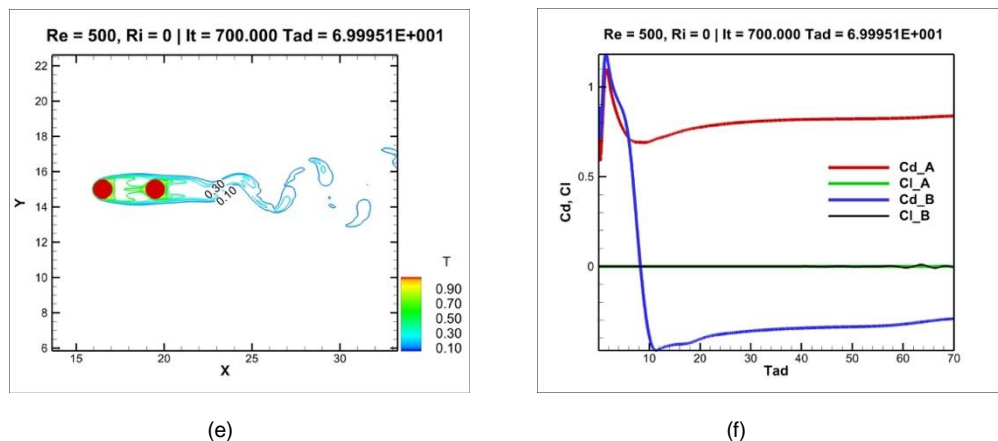 Re = 500, Ri = 0 | It = 700.000 Tad = 6.99951E+001
22
20
18
16
14
12
10
8
6
Y
0.30
0.10
T
0.90
0.70
0.50
0.30
0.10
15 20 25 30
X
(e)
Re = 500, Ri = 0 | It = 700.000 Tad = 6.99951E+001
1
0.5
0
Cd, Cl
Cd_A
Cl_A
Cd_B
Cl_B
10 20 30 40 50 60 70
Tad
(f)